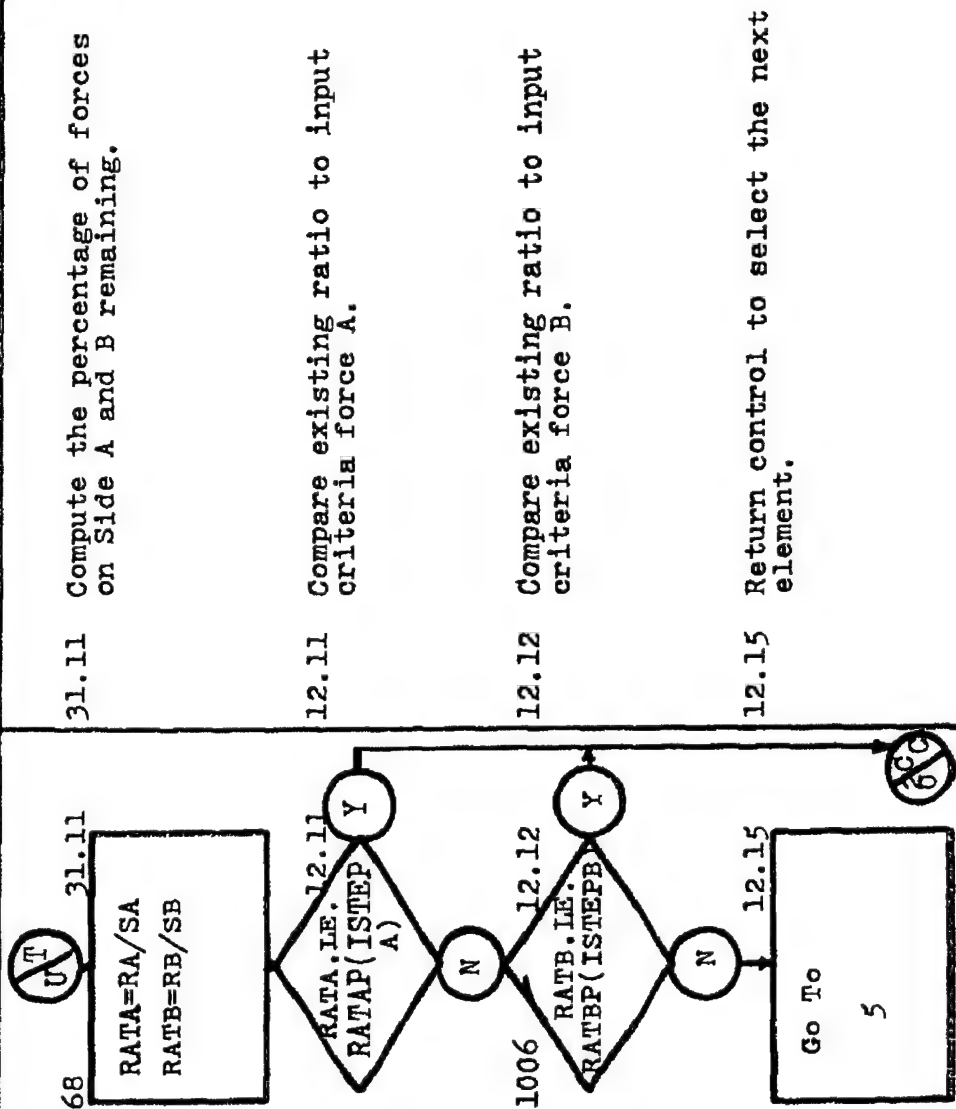 31.11 Compute the percentage of forces
on Side A and B remaining.
12.11 Compare existing ratio to input
criteria force A.
12.12 Compare existing ratio to input
criteria force B.
12.15 Return control to select the next
element.
U T
68
31.11
RATA=RA/SA
RATB=RB/SB
12.11
RATA.LE.
RATAP(ISTEP
A)
Y
N
1006
12.12
RATB.LE.
RATBP(ISTEPB)
Y
N
12.15
Go To
5